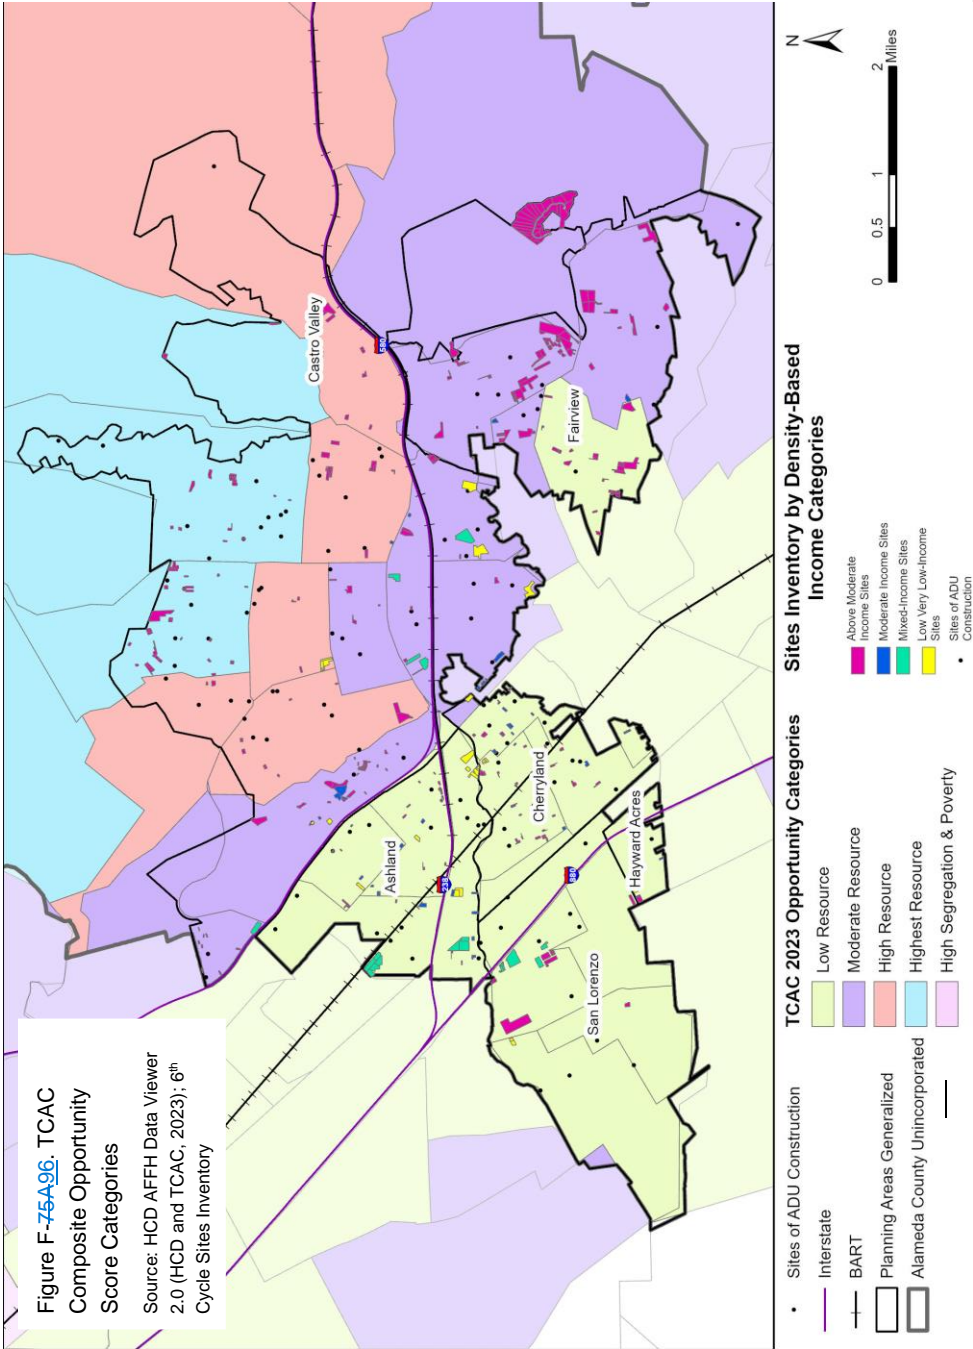 Figure F-75A96. TCAC
Composite Opportunity
Score Categories
Source: HCD AFFH Data Viewer
2.0 (HCD and TCAC, 2023); 6th
Cycle Sites Inventory
Castro Valley
Fairview
Ashland
Cherryland
Hayward Acres
San Lorenzo
580
238
880
N
0
0.5
1
2
Miles
• Sites of ADU Construction
Interstate
BART
Planning Areas Generalized
Alameda County Unincorporated
TCAC 2023 Opportunity Categories
Low Resource
Moderate Resource
High Resource
Highest Resource
High Segregation & Poverty
Sites Inventory by Density-Based
Income Categories
Above Moderate
Income Sites
Moderate Income Sites
Mixed-Income Sites
Low Very Low-Income
Sites
• Sites of ADU
Construction